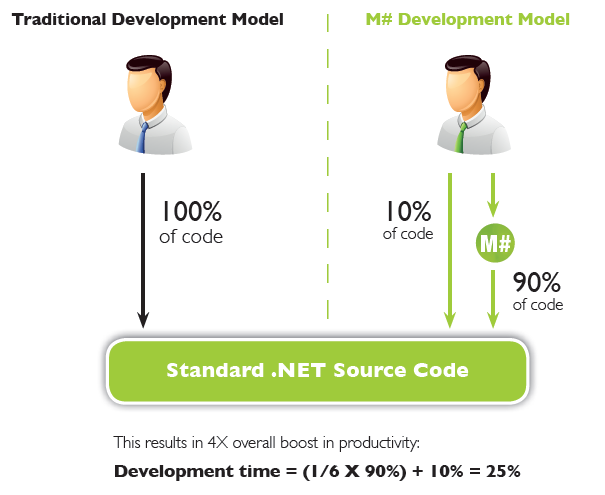 Traditional Development Model
M# Development Model
100%
of code
10%
of code
M#
90%
of code
Standard .NET Source Code
This results in 4X overall boost in productivity:
Development time = (1/6 X 90%) + 10% = 25%